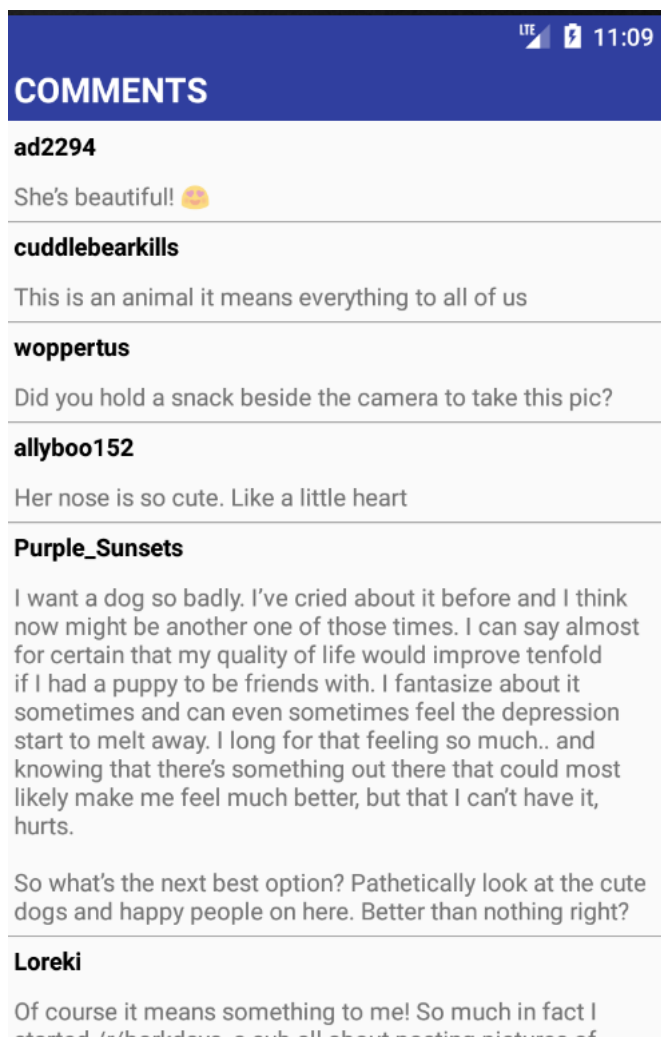 LTE 11:09
COMMENTS
ad2294
She’s beautiful! 😍
cuddlebearkills
This is an animal it means everything to all of us
woppertus
Did you hold a snack beside the camera to take this pic?
allyboo152
Her nose is so cute. Like a little heart
Purple_Sunsets
I want a dog so badly. I’ve cried about it before and I think
now might be another one of those times. I can say almost
for certain that my quality of life would improve tenfold
if I had a puppy to be friends with. I fantasize about it
sometimes and can even sometimes feel the depression
start to melt away. I long for that feeling so much.. and
knowing that there’s something out there that could most
likely make me feel much better, but that I can’t have it,
hurts.
So what’s the next best option? Pathetically look at the cute
dogs and happy people on here. Better than nothing right?
Loreki
Of course it means something to me! So much in fact I
a sub all about posting pictures of